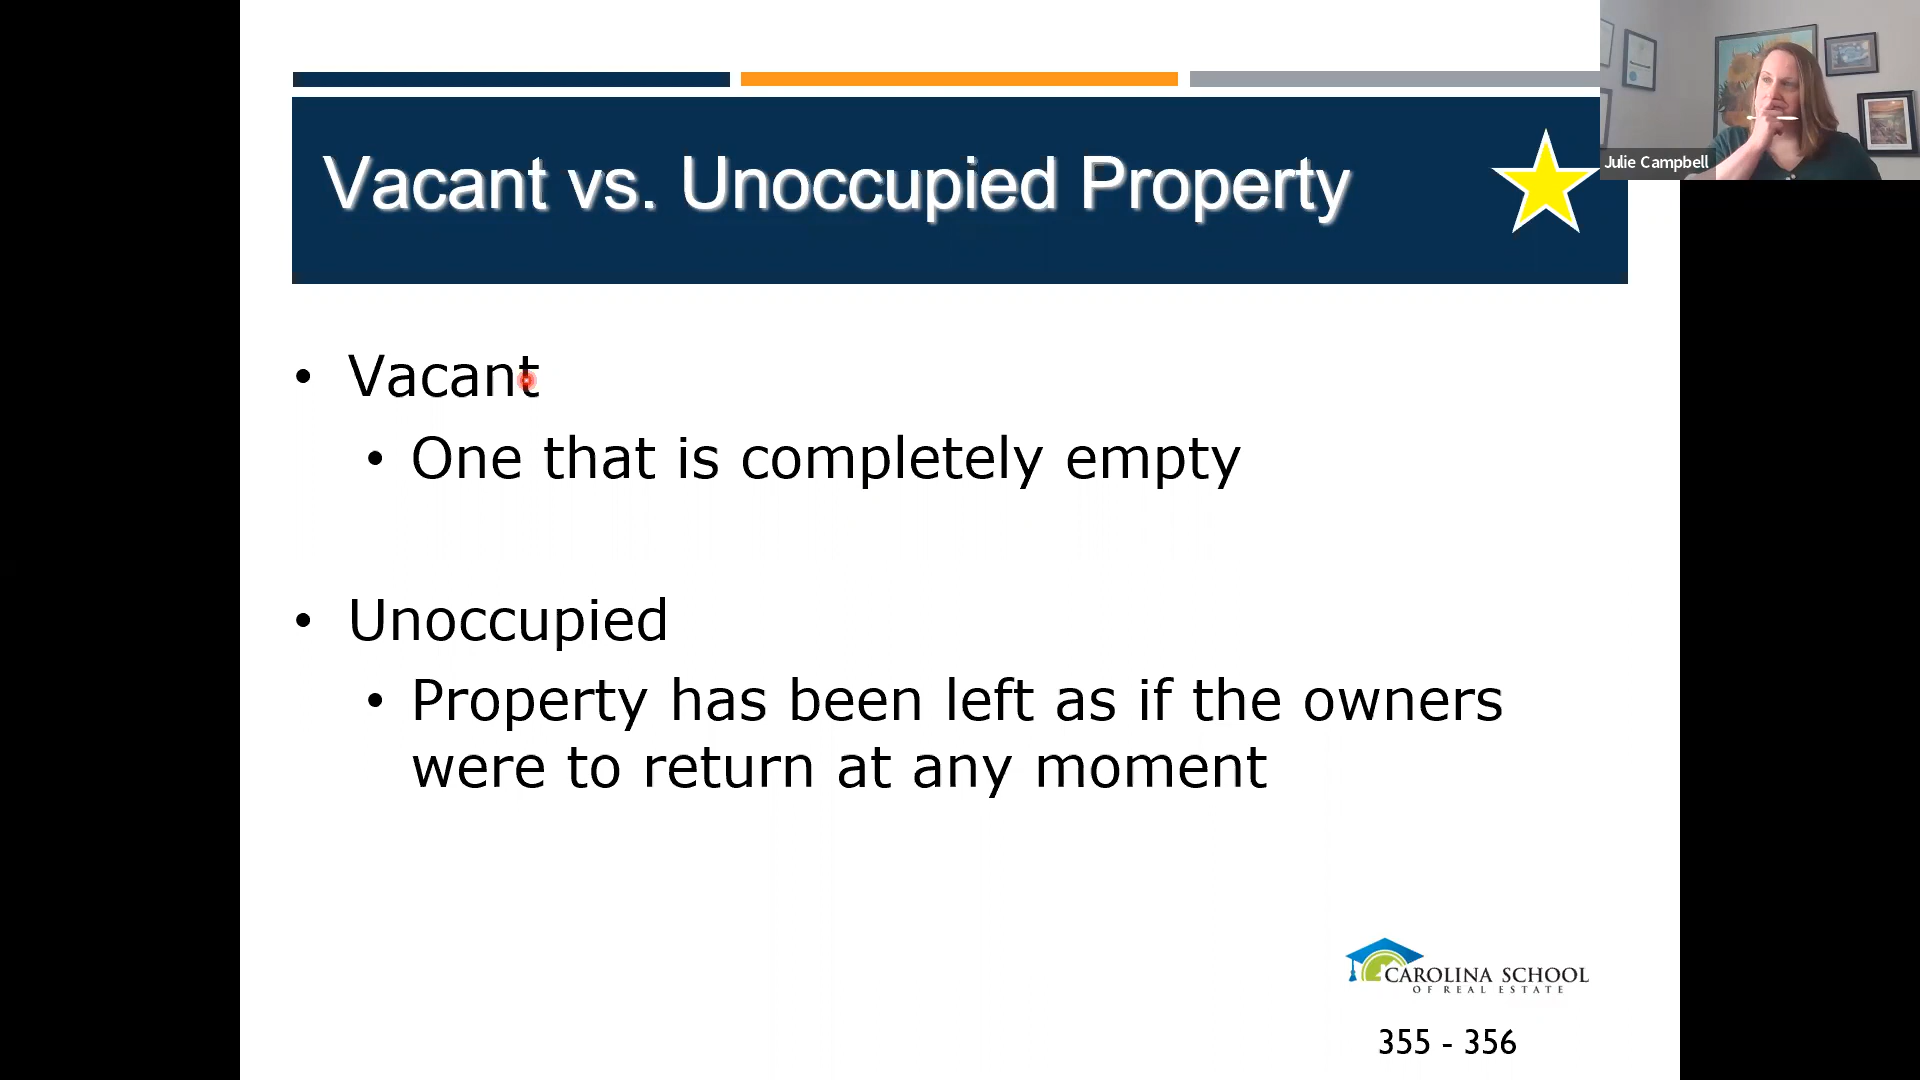 Vacant vs. Unoccupied Property
Julie Campbell
• Vacant
• One that is completely empty
• Unoccupied
• Property has been left as if the owners
were to return at any moment
CAROLINA SCHOOL
OF REAL ESTATE
355 - 356